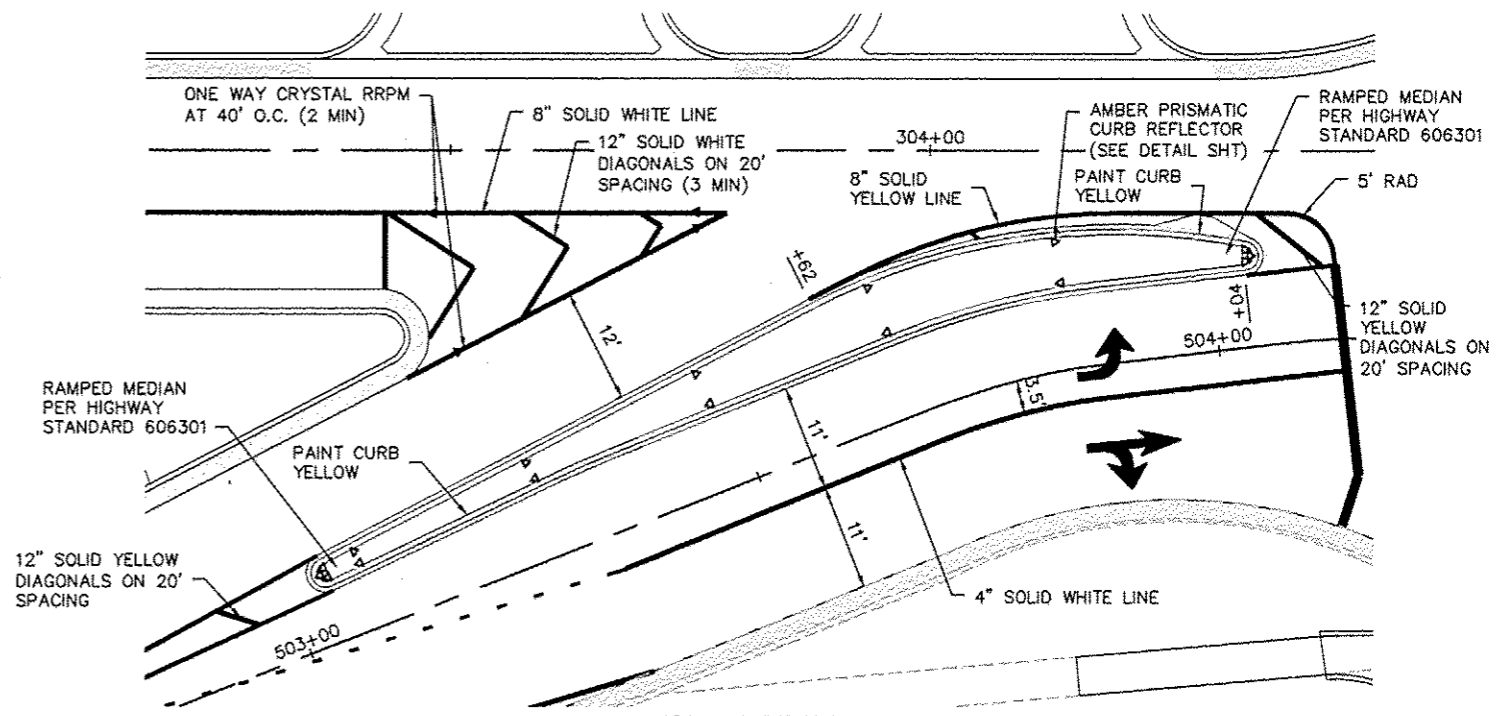 ONE WAY CRYSTAL RRPM
AT 40' O.C. (2 MIN)
8" SOLID WHITE LINE
12" SOLID WHITE
DIAGONALS ON 20'
SPACING (3 MIN)
304+00
AMBER PRISMATIC
CURB REFLECTOR
(SEE DETAIL SHT)
RAMPED MEDIAN
PER HIGHWAY
STANDARD 606301
8" SOLID
YELLOW LINE
PAINT CURB
YELLOW
5' RAD
+62
+04
12'
504+00
12" SOLID
YELLOW
DIAGONALS ON
20' SPACING
RAMPED MEDIAN
PER HIGHWAY
STANDARD 606301
3.5'
PAINT CURB
YELLOW
11'
11'
12" SOLID YELLOW
DIAGONALS ON 20'
SPACING
4" SOLID WHITE LINE
503+00